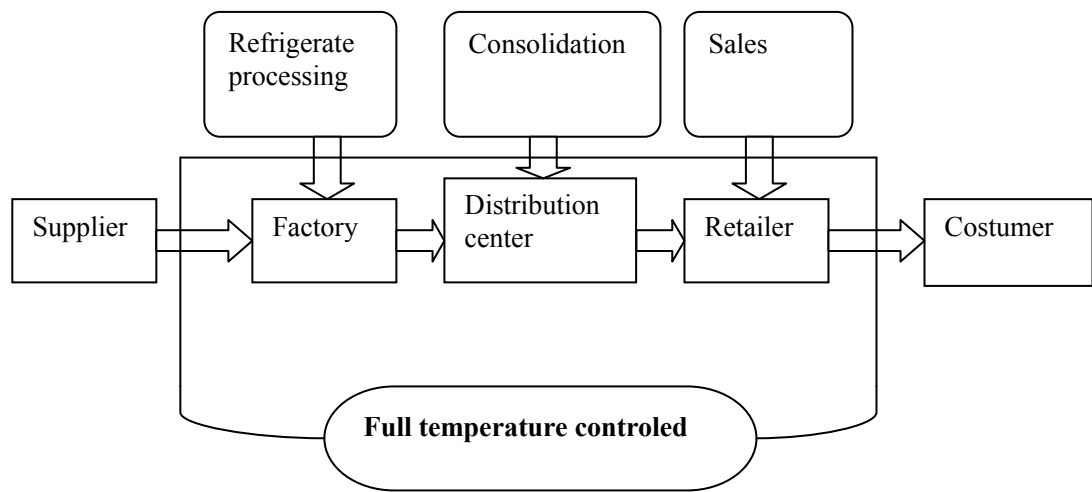 Refrigerate
processing
Consolidation
Sales
Supplier
Factory
Distribution
center
Retailer
Costumer
Full temperature controled